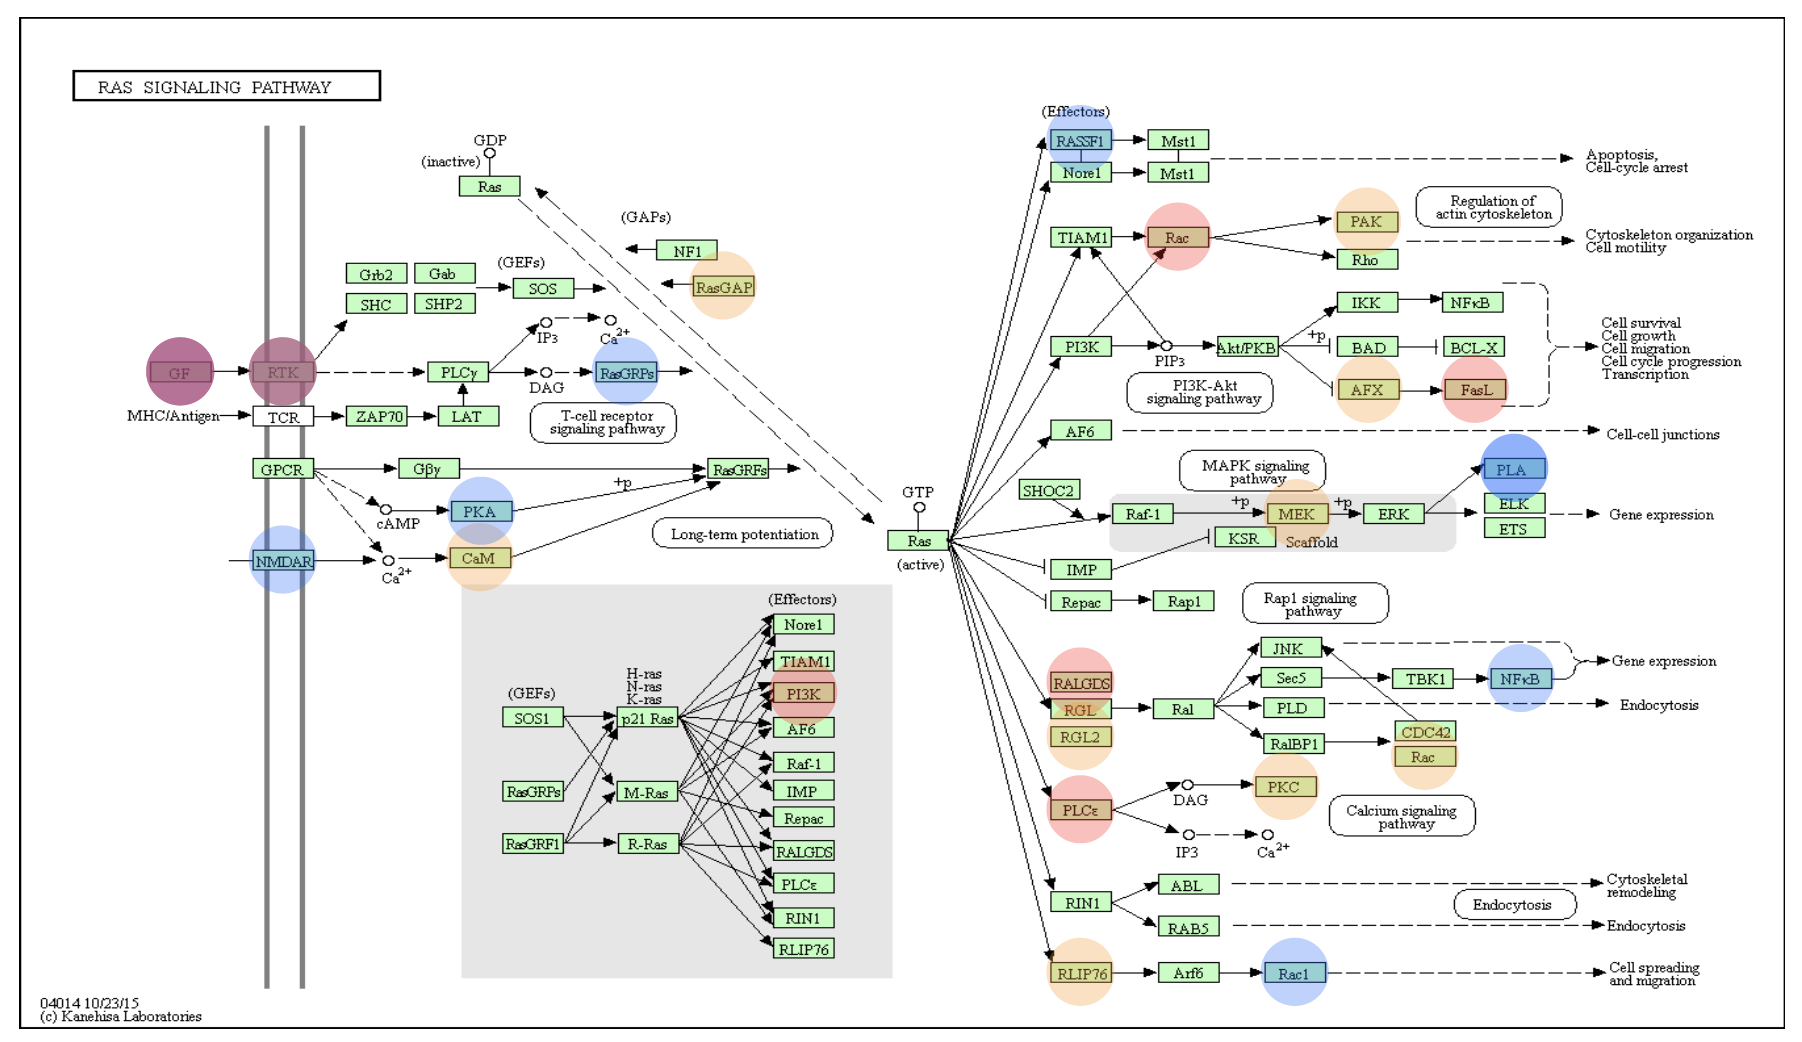 RAS SIGNALING PATHWAY
GDP
(inactive)
Ras
(GAPs)
NF1
RasGAP
(GEFs)
Grb2
Gab
SOS
SHC
SHP2
IP3
Ca2+
GF
RTK
PLCγ
DAG
RasGRPs
MHC/Antigen
TCR
ZAP70
LAT
T-cell receptor
signaling pathway
GPCR
Gβγ
RasGRFs
+p
cAMP
PKA
NMDAR
Ca2+
CaM
Long-term potentiation
GTP
Ras
(active)
(Effectors)
RASSF1
Mst1
Nore1
Mst1
Apoptosis,
Cell-cycle arrest
Regulation of
actin cytoskeleton
TIAM1
Rac
PAK
Rho
Cytoskeleton organization
Cell motility
IKK
NFκB
PI3K
PIP3
Akt/PKB
+p
BAD
BCL-X
AFX
FasL
PI3K-Akt
signaling pathway
Cell survival
Cell growth
Cell migration
Cell cycle progression
Transcription
AF6
Cell-cell junctions
MAPK signaling
pathway
SHOC2
Raf-1
+p
MEK
+p
ERK
KSR
Scaffold
PLA
ELK
ETS
Gene expression
IMP
Repac
Rap1
Rap1 signaling
pathway
RALGDS
RGL
RGL2
Ral
JNK
Sec5
PLD
RalBP1
TBK1
NFκB
CDC42
Rac
Gene expression
Endocytosis
PLCε
DAG
PKC
IP3
Ca2+
Calcium signaling
pathway
RIN1
ABL
RAB5
Cytoskeletal
remodeling
Endocytosis
Endocytosis
RLIP76
Arf6
Rac1
Cell spreading
and migration
(Effectors)
Nore1
TIAM1
PI3K
AF6
Raf-1
IMP
Repac
RALGDS
PLCε
RIN1
RLIP76
(GEFs)
SOS1
RasGRPs
RasGRF1
H-ras
N-ras
K-ras
p21 Ras
M-Ras
R-Ras
04014 10/23/15
(c) Kanehisa Laboratories